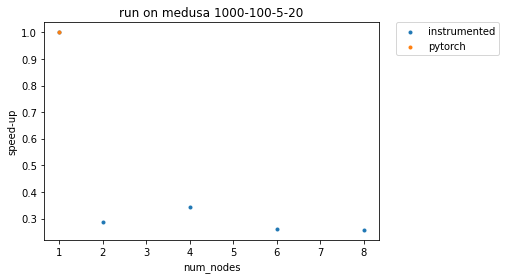 run on medusa 1000-100-5-20
instrumented
pytorch
1.0
0.9
0.8
0.7
0.6
0.5
0.4
0.3
speed-up
1 2 3 4 5 6 7 8
num_nodes